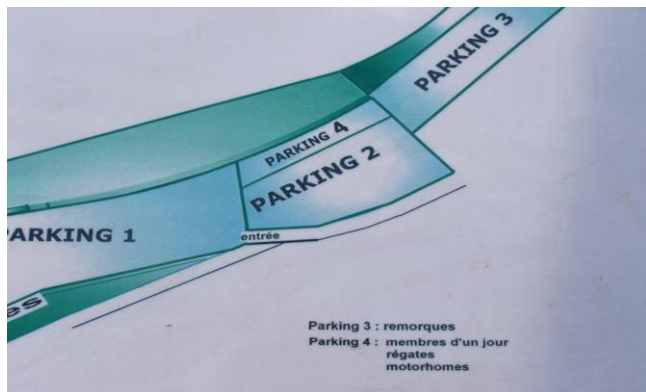 PARKING 3
PARKING 4
PARKING 2
PARKING 1
entrée
es
Parking 3 : remorques
Parking 4 : membres d'un jour
régates
motorhomes